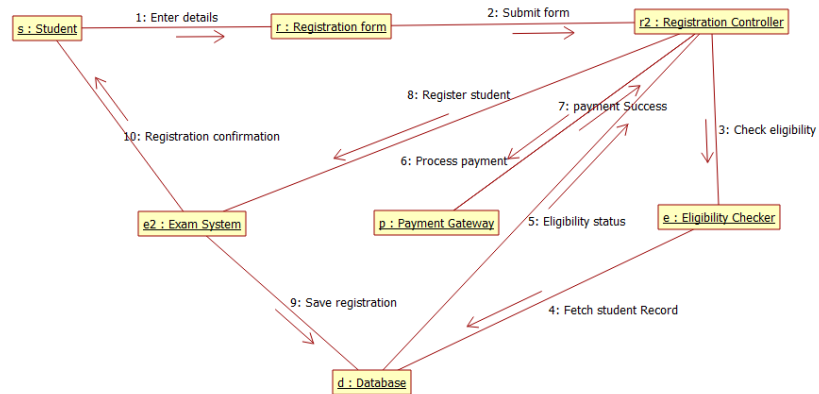 1: Enter details
2: Submit form
s : Student
r : Registration form
r2 : Registration Controller
8: Register student
7: payment Success
3: Check eligibility
10: Registration confirmation
6: Process payment
e2 : Exam System
p : Payment Gateway
5: Eligibility status
e : Eligibility Checker
9: Save registration
4: Fetch student Record
d : Database